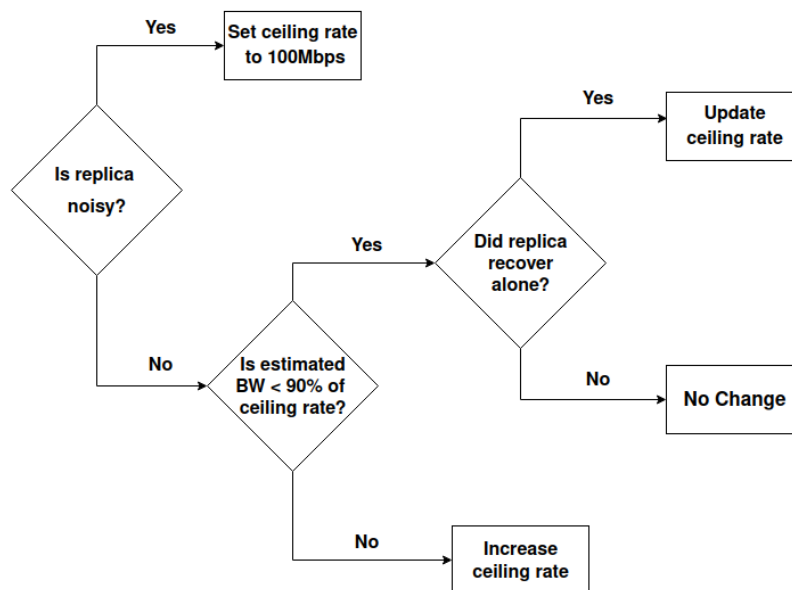 Yes
Set ceiling rate
to 100Mbps
Is replica
noisy?
No
Is estimated
BW < 90% of
ceiling rate?
Yes
Did replica
recover
alone?
Yes
Update
ceiling rate
No
No Change
No
Increase
ceiling rate